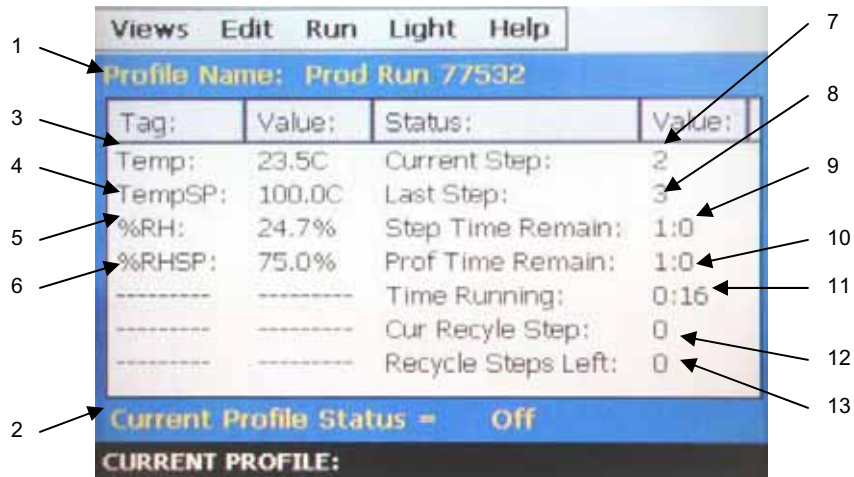 Views Edit Run Light Help
Profile Name: Prod Run 77532
Tag: Value: Status: Value:
Temp: 23.5C Current Step: 2
TempSP: 100.0C Last Step: 3
%RH: 24.7% Step Time Remain: 1:0
%RHSP: 75.0% Prof Time Remain: 1:0
--------- --------- Time Running: 0:16
--------- --------- Cur Recyle Step: 0
--------- --------- Recycle Steps Left: 0
Current Profile Status = Off
CURRENT PROFILE:
1
2
3
4
5
6
7
8
9
10
11
12
13